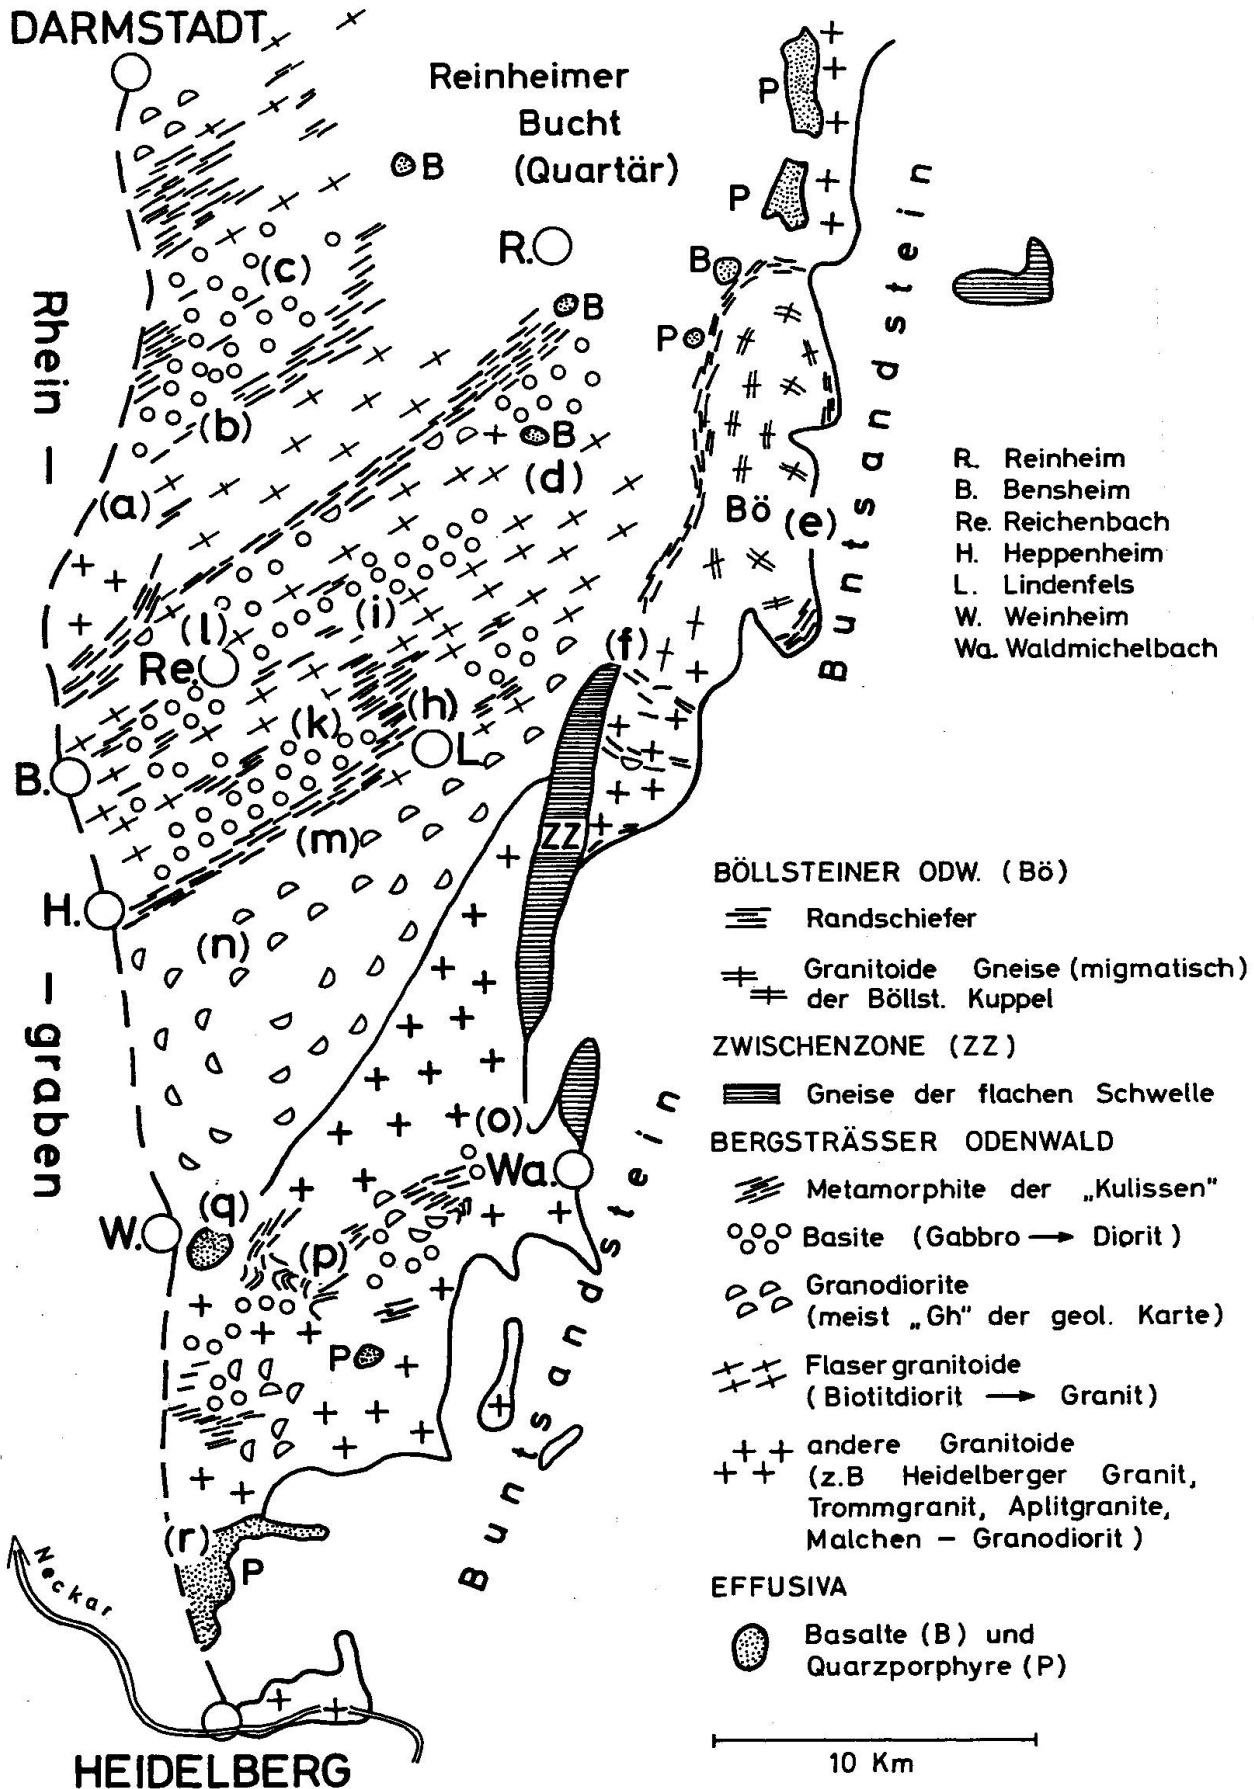 DARMSTADT
Reinheimer
Bucht
(Quartär)
P
B
P
R.
B
(c)
B
P
Rhein —
(b)
B
(d)
(a)
Bö
(e)
Buntsandstein
R. Reinheim
B. Bensheim
Re. Reichenbach
H. Heppenheim
L. Lindenfels
W. Weinheim
Wa. Waldmichelbach
(i)
(l)
(f)
Re.
(h)
(k)
L.
B.
(m)
ZZ
H.
(n)
— graben
(o)
Wa.
(q)
W.
(p)
P
Buntsandstein
(r)
P
Neckar
HEIDELBERG
BÖLLSTEINER ODW. (Bö)
Randschiefer
Granitoide Gneise (migmatisch)
der Böllst. Kuppel
ZWISCHENZONE (ZZ)
Gneise der flachen Schwelle
BERGSTRÄSSER ODENWALD
Metamorphite der „Kulissen"
Basite (Gabbro → Diorit)
Granodiorite
(meist „Gh" der geol. Karte)
Flasergranitoide
(Biotitdiorit → Granit)
andere Granitoide
(z.B Heidelberger Granit,
Trommgranit, Aplitgranite,
Malchen – Granodiorit)
EFFUSIVA
Basalte (B) und
Quarzporphyre (P)
10 Km